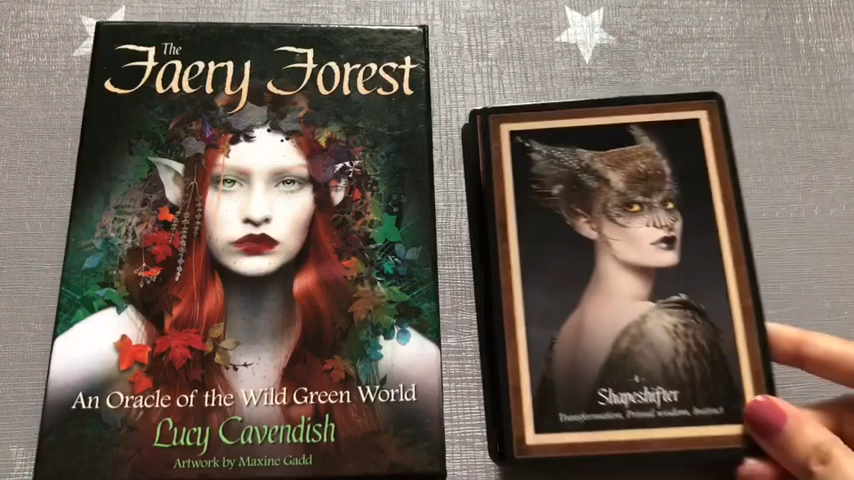 The
Faery Forest
An Oracle of the Wild Green World
Lucy Cavendish
Artwork by Maxine Gadd
4
Shapeshifter
Transformation, Primal wisdom, Instinct